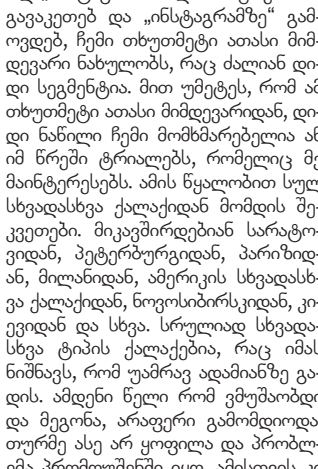 გავაკეთებ და „ინსტაგრამზე“ გამ-
ოვდებ, ჩემი თხუთმეტი ათასი მიმ-
დევარი ნახულობს, რაც ძალიან დი-
დი სეგმენტია. მით უმეტეს, რომ ამ
თხუთმეტი ათასი მიმდევარიდან, დი-
დი ნაწილი ჩემი მომხმარებელია ან
იმ წრეში ტრიალებს, რომელიც მე
მაინტერესებს. ამის წყალობით სულ
სხვადასხვა ქალაქიდან მომდის შე-
კვეთები. მიკავშირდებიან სარატო-
ვიდან, პეტერბურგიდან, პარიზიდ-
ან, მილანიდან, ამერიკის სხვადასხ-
ვა ქალაქიდან, ნოვოსიბირსკიდან, კი-
ევიდან და სხვა. სრულიად სხვადა-
სხვა ტიპის ქალაქებია, რაც იმას
ნიშნავს, რომ უამრავ ადამიანზე გა-
დის. ამდენი წელი რომ ვმუშაობდი
და მეგონა, არაფერი გამომდიოდა
თურმე ასე არ ყოფილა და პრობლ-